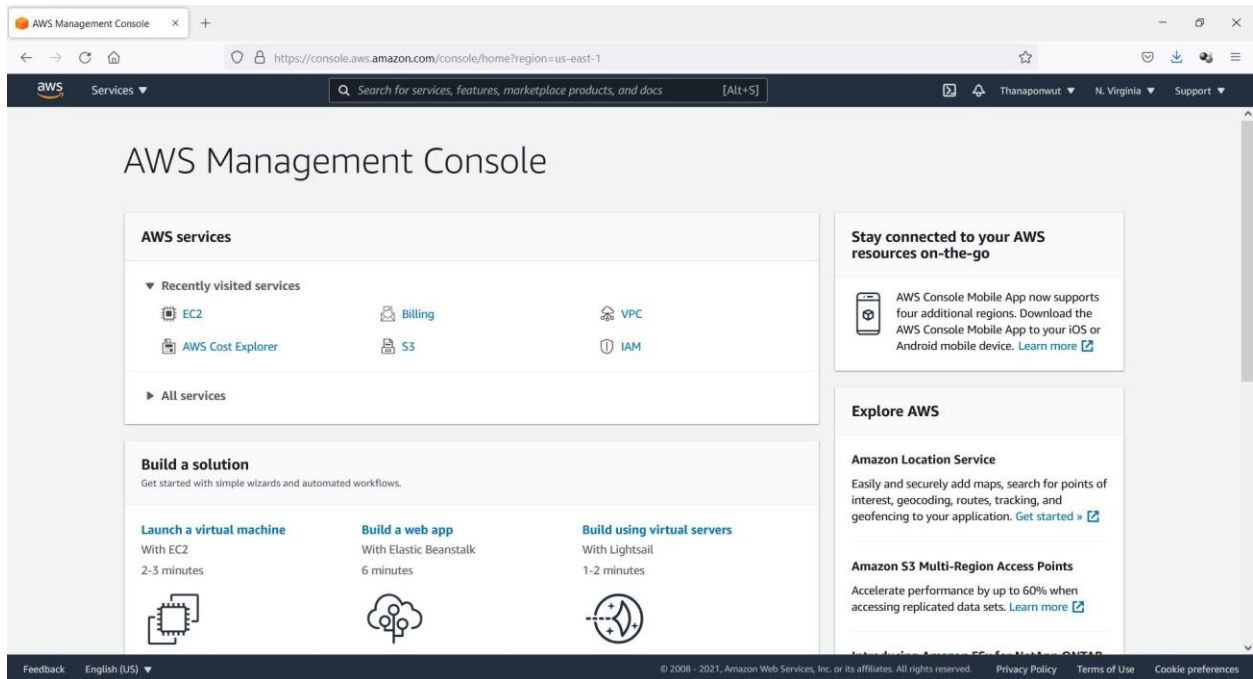 AWS Management Console
https://console.aws.amazon.com/console/home?region=us-east-1
aws
Services
Search for services, features, marketplace products, and docs
[Alt+S]
Thanaponwut
N. Virginia
Support
AWS Management Console
AWS services
Recently visited services
EC2
Billing
VPC
AWS Cost Explorer
S3
IAM
All services
Build a solution
Get started with simple wizards and automated workflows.
Launch a virtual machine
With EC2
2-3 minutes
Build a web app
With Elastic Beanstalk
6 minutes
Build using virtual servers
With Lightsail
1-2 minutes
Stay connected to your AWS
resources on-the-go
AWS Console Mobile App now supports
four additional regions. Download the
AWS Console Mobile App to your iOS or
Android mobile device. Learn more
Explore AWS
Amazon Location Service
Easily and securely add maps, search for points of
interest, geocoding, routes, tracking, and
geofencing to your application. Get started »
Amazon S3 Multi-Region Access Points
Accelerate performance by up to 60% when
accessing replicated data sets. Learn more
Feedback
English (US)
© 2008 - 2021, Amazon Web Services, Inc. or its affiliates. All rights reserved.
Privacy Policy
Terms of Use
Cookie preferences